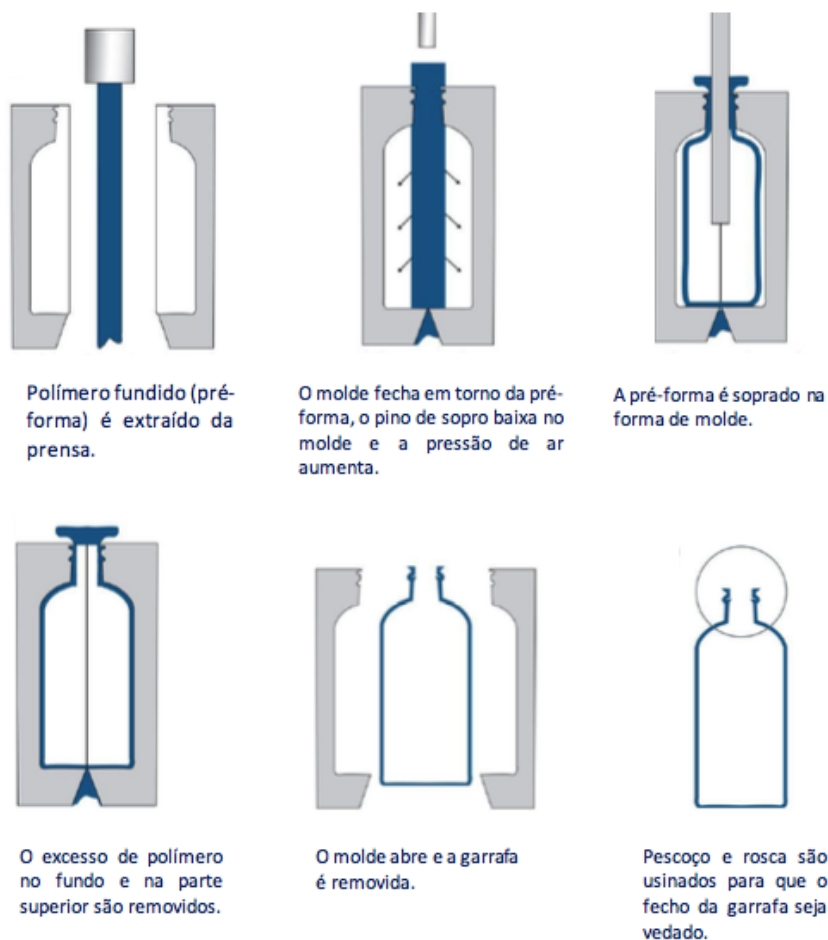 Polímero fundido (pré-
forma) é extraído da
prensa.
O molde fecha em torno da pré-
forma, o pino de sopro baixa no
molde e a pressão de ar
aumenta.
A pré-forma é soprado na
forma de molde.
O excesso de polímero
no fundo e na parte
superior são removidos.
O molde abre e a garrafa
é removida.
Pescoço e rosca são
usinados para que o
fecho da garrafa seja
vedado.